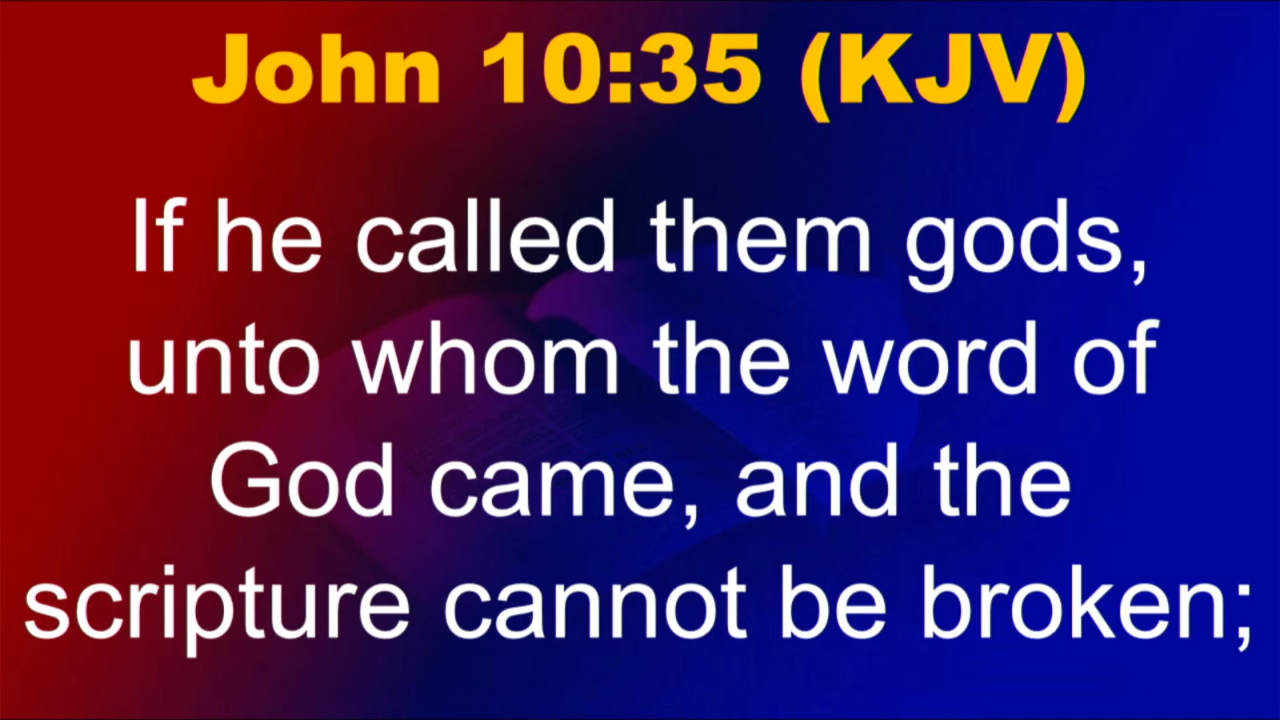 John 10:35 (KJV)
If he called them gods,
unto whom the word of
God came, and the
scripture cannot be broken;